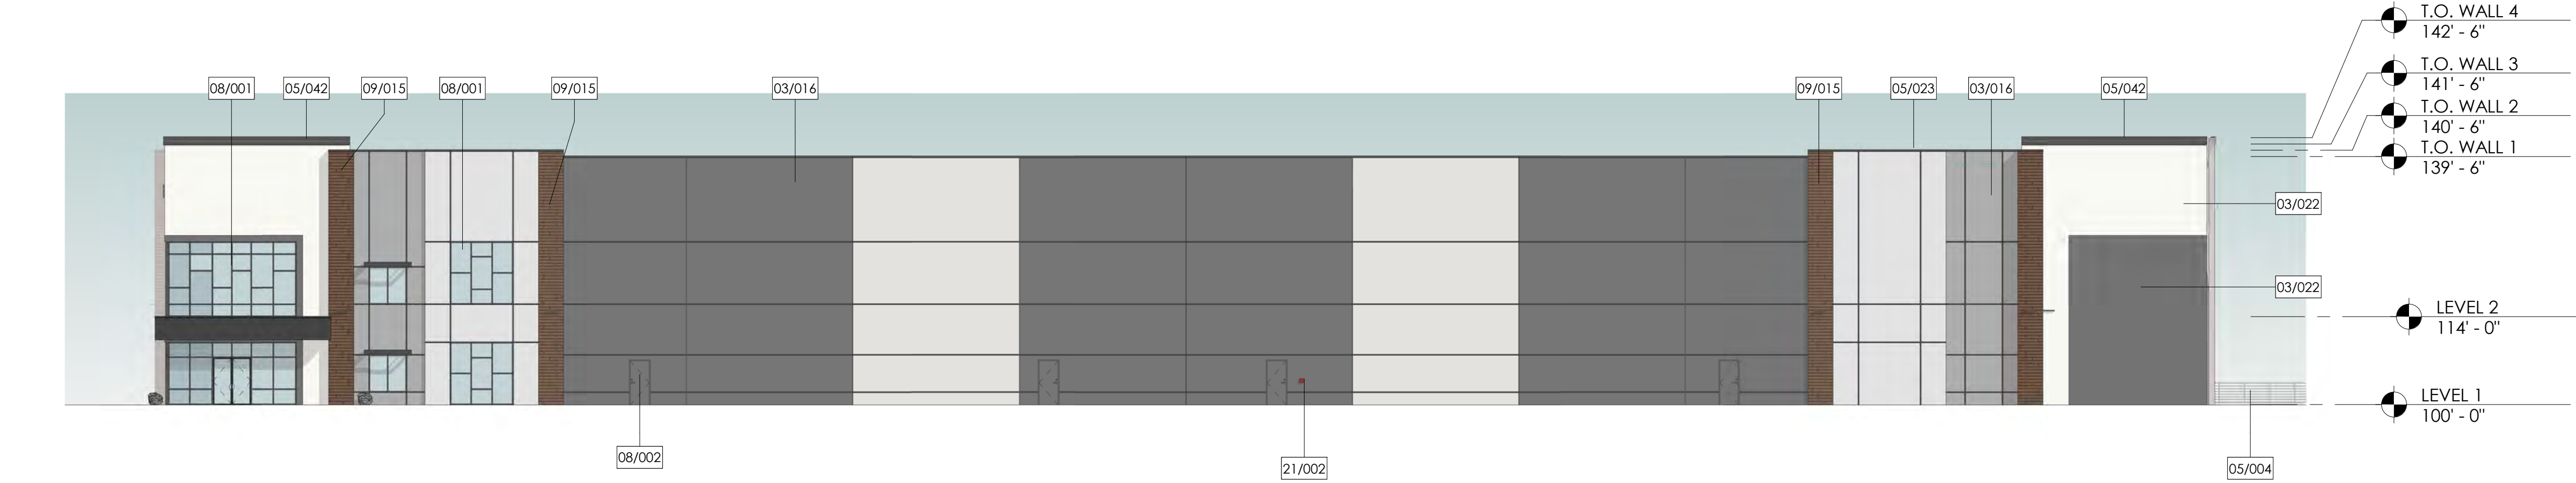 T.O. WALL 4
142' - 6"
T.O. WALL 3
141' - 6"
T.O. WALL 2
140' - 6"
T.O. WALL 1
139' - 6"
08/001
05/042
09/015
08/001
09/015
03/016
09/015
05/023
03/016
05/042
03/022
03/022
LEVEL 2
114' - 0"
LEVEL 1
100' - 0"
08/002
21/002
05/004